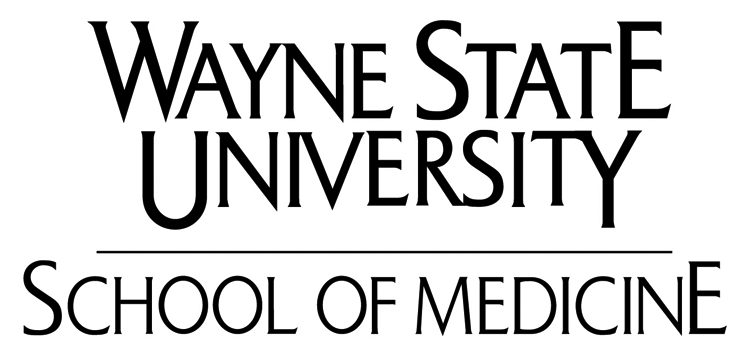 WAYNE STATE
UNIVERSITY
SCHOOL OF MEDICINE